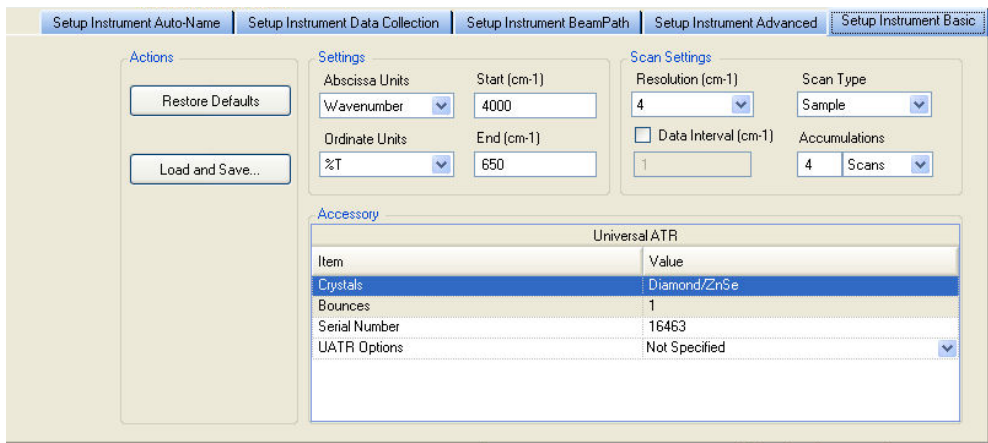 Setup Instrument Auto-Name
Setup Instrument Data Collection
Setup Instrument BeamPath
Setup Instrument Advanced
Setup Instrument Basic
Actions
Restore Defaults
Load and Save...
Settings
Abscissa Units
Start (cm-1)
Wavenumber
4000
Ordinate Units
End (cm-1)
%T
650
Scan Settings
Resolution (cm-1)
Scan Type
4
Sample
Data Interval (cm-1)
Accumulations
1
4
Scans
Accessory
Universal ATR
Item
Value
Crystals
Diamond/ZnSe
Bounces
1
Serial Number
16463
UATR Options
Not Specified